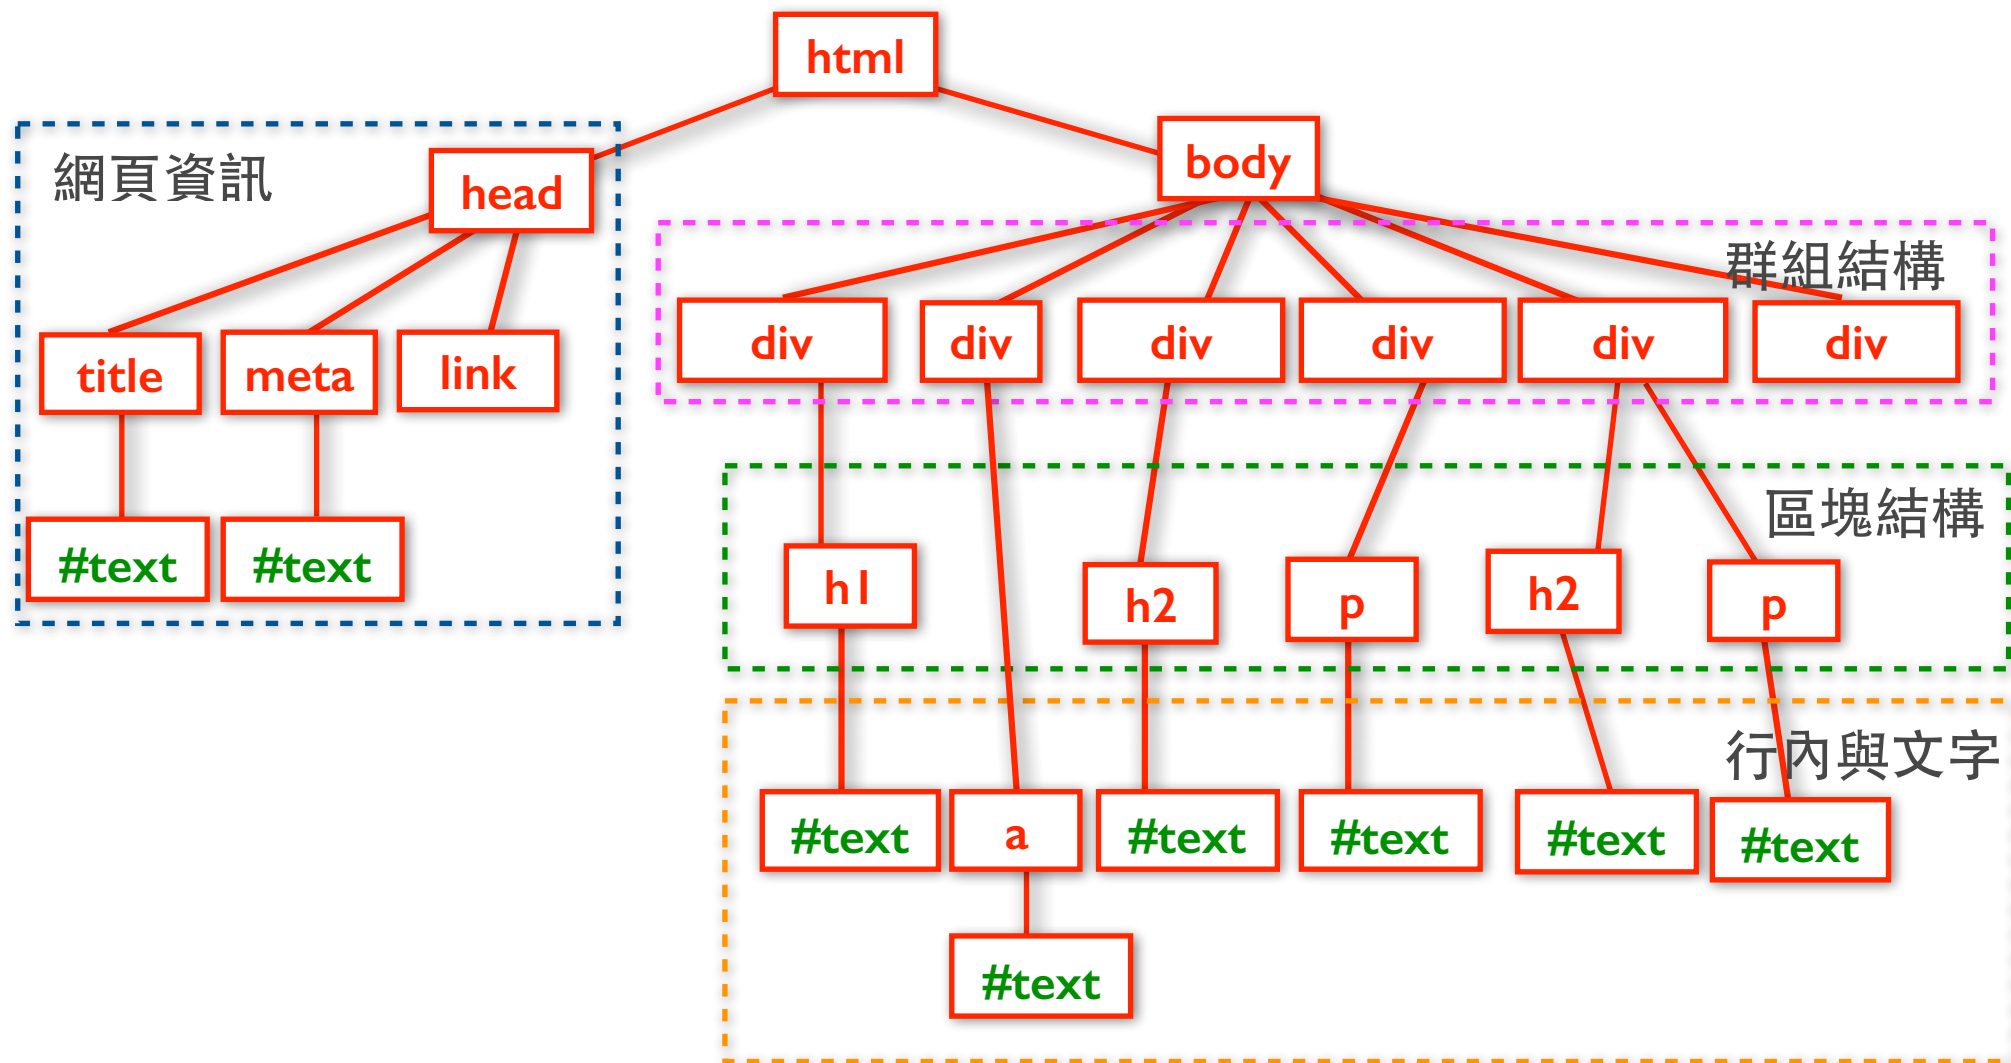 html
網頁資訊
head
body
群組結構
title
meta
link
div
div
div
div
div
div
區塊結構
#text
#text
h1
h2
p
h2
p
行內與文字
#text
a
#text
#text
#text
#text
#text